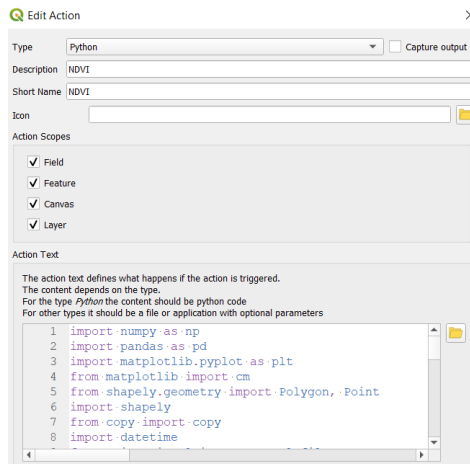 Edit Action
Type Python Capture output
Description NDVI
Short Name NDVI
Icon
Action Scopes
Field
Feature
Canvas
Layer
Action Text
The action text defines what happens if the action is triggered.
The content depends on the type.
For the type Python the content should be python code
For other types it should be a file or application with optional parameters
1 import numpy as np
2 import pandas as pd
3 import matplotlib.pyplot as plt
4 from matplotlib import cm
5 from shapely.geometry import Polygon, Point
6 import shapely
7 from copy import copy
8 import datetime